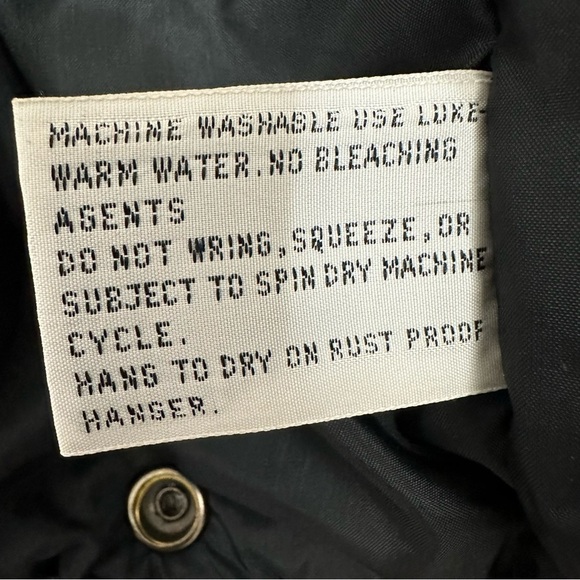 MACHINE WASHABLE USE LUKE-
WARM WATER.NO BLEACHING
AGENTS
DO NOT WRING,SQUEEZE,OR
SUBJECT TO SPIN DRY MACHINE
CYCLE.
HANG TO DRY ON RUST PROOF
HANGER.